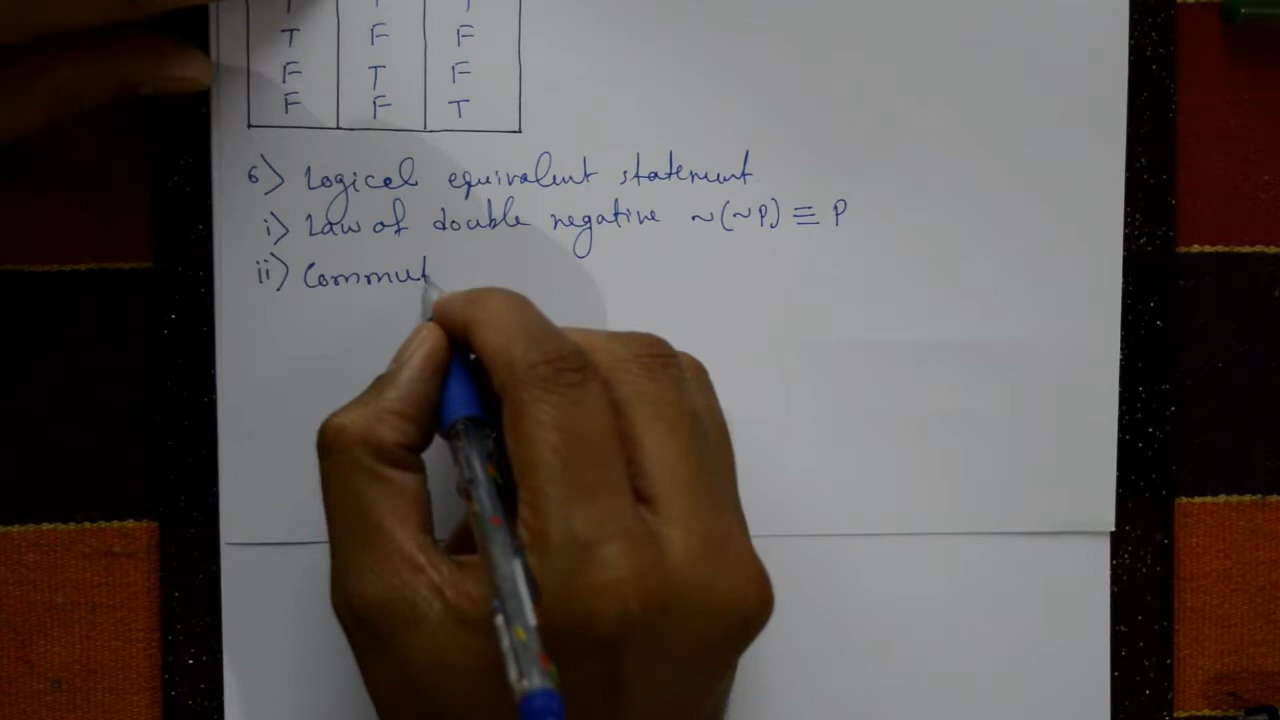 T F F
F T F
F F T
6) Logical equivalent statement
i) Law of double negative ~(~P) ≡ P
ii) Commut